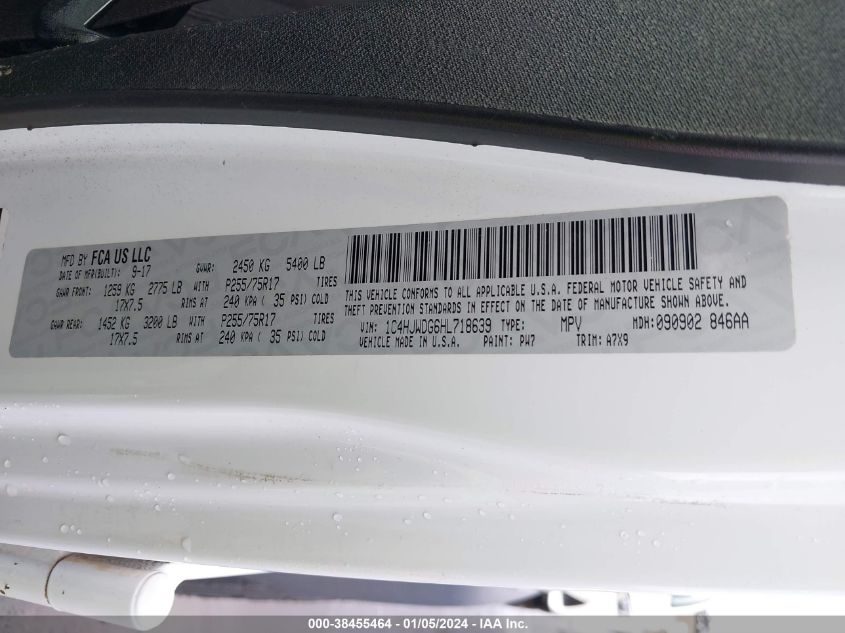 MFD BY FCA US LLC
DATE OF MFR(BUILT): 9-17 GVWR: 2450 KG 5400 LB
GAWR FRONT: 1259 KG 2775 LB WITH P255/75R17 TIRES
17X7.5 RIMS AT 240 KPA ( 35 PSI) COLD
GAWR REAR: 1452 KG 3200 LB WITH P255/75R17 TIRES
17X7.5 RIMS AT 240 KPA ( 35 PSI) COLD
THIS VEHICLE CONFORMS TO ALL APPLICABLE U.S.A. FEDERAL MOTOR VEHICLE SAFETY AND
THEFT PREVENTION STANDARDS IN EFFECT ON THE DATE OF MANUFACTURE SHOWN ABOVE.
VIN: 1C4HJWDG6HL718639 TYPE: MPV MDH:090902 846AA
VEHICLE MADE IN U.S.A. PAINT: PW7 TRIM: A7X9
000-38455464 - 01/05/2024 - IAA Inc.